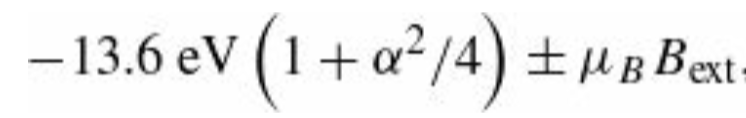 −13.6 eV (1 + α²/4) ± μ_B B_ext,